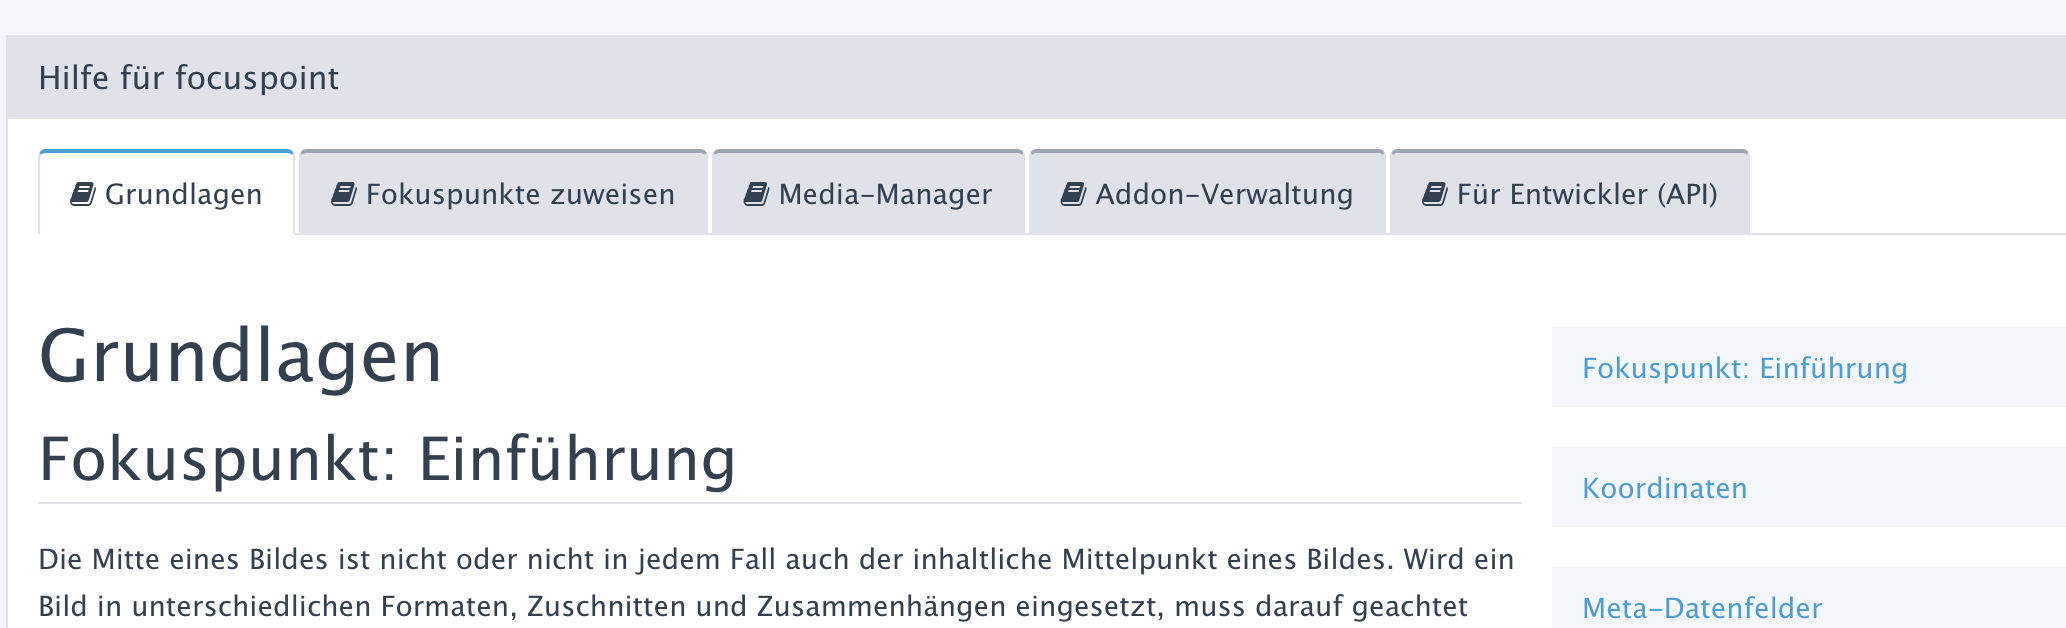 Hilfe für focuspoint
Grundlagen
Fokuspunkte zuweisen
Media-Manager
Addon-Verwaltung
Für Entwickler (API)
Grundlagen
Fokuspunkt: Einführung
Die Mitte eines Bildes ist nicht oder nicht in jedem Fall auch der inhaltliche Mittelpunkt eines Bildes. Wird ein
Bild in unterschiedlichen Formaten, Zuschnitten und Zusammenhängen eingesetzt, muss darauf geachtet
Fokuspunkt: Einführung
Koordinaten
Meta-Datenfelder